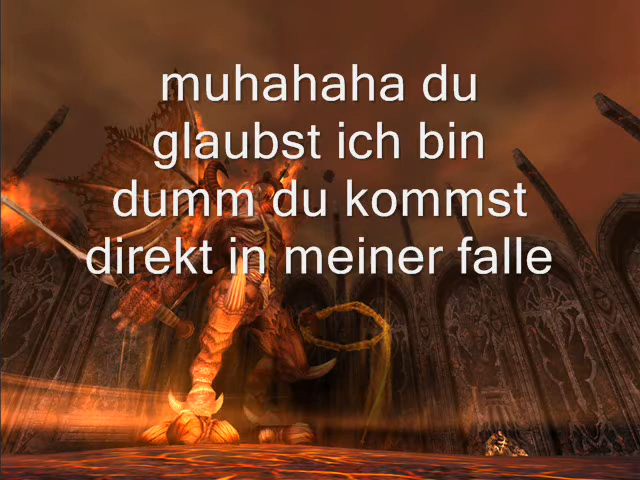 muhahaha du
glaubst ich bin
dumm du kommst
direkt in meiner falle